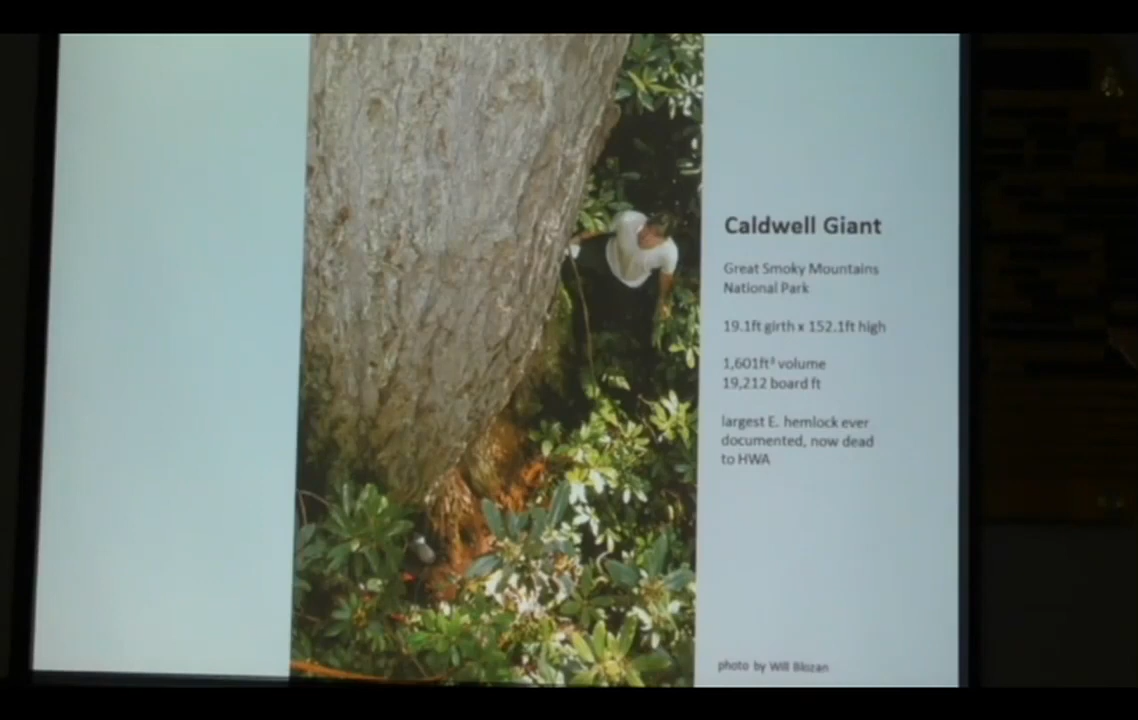 Caldwell Giant
Great Smoky Mountains
National Park
19.1ft girth x 152.1ft high
1,601ft³ volume
19,212 board ft
largest E. hemlock ever
documented, now dead
to HWA
photo by Will Blozan